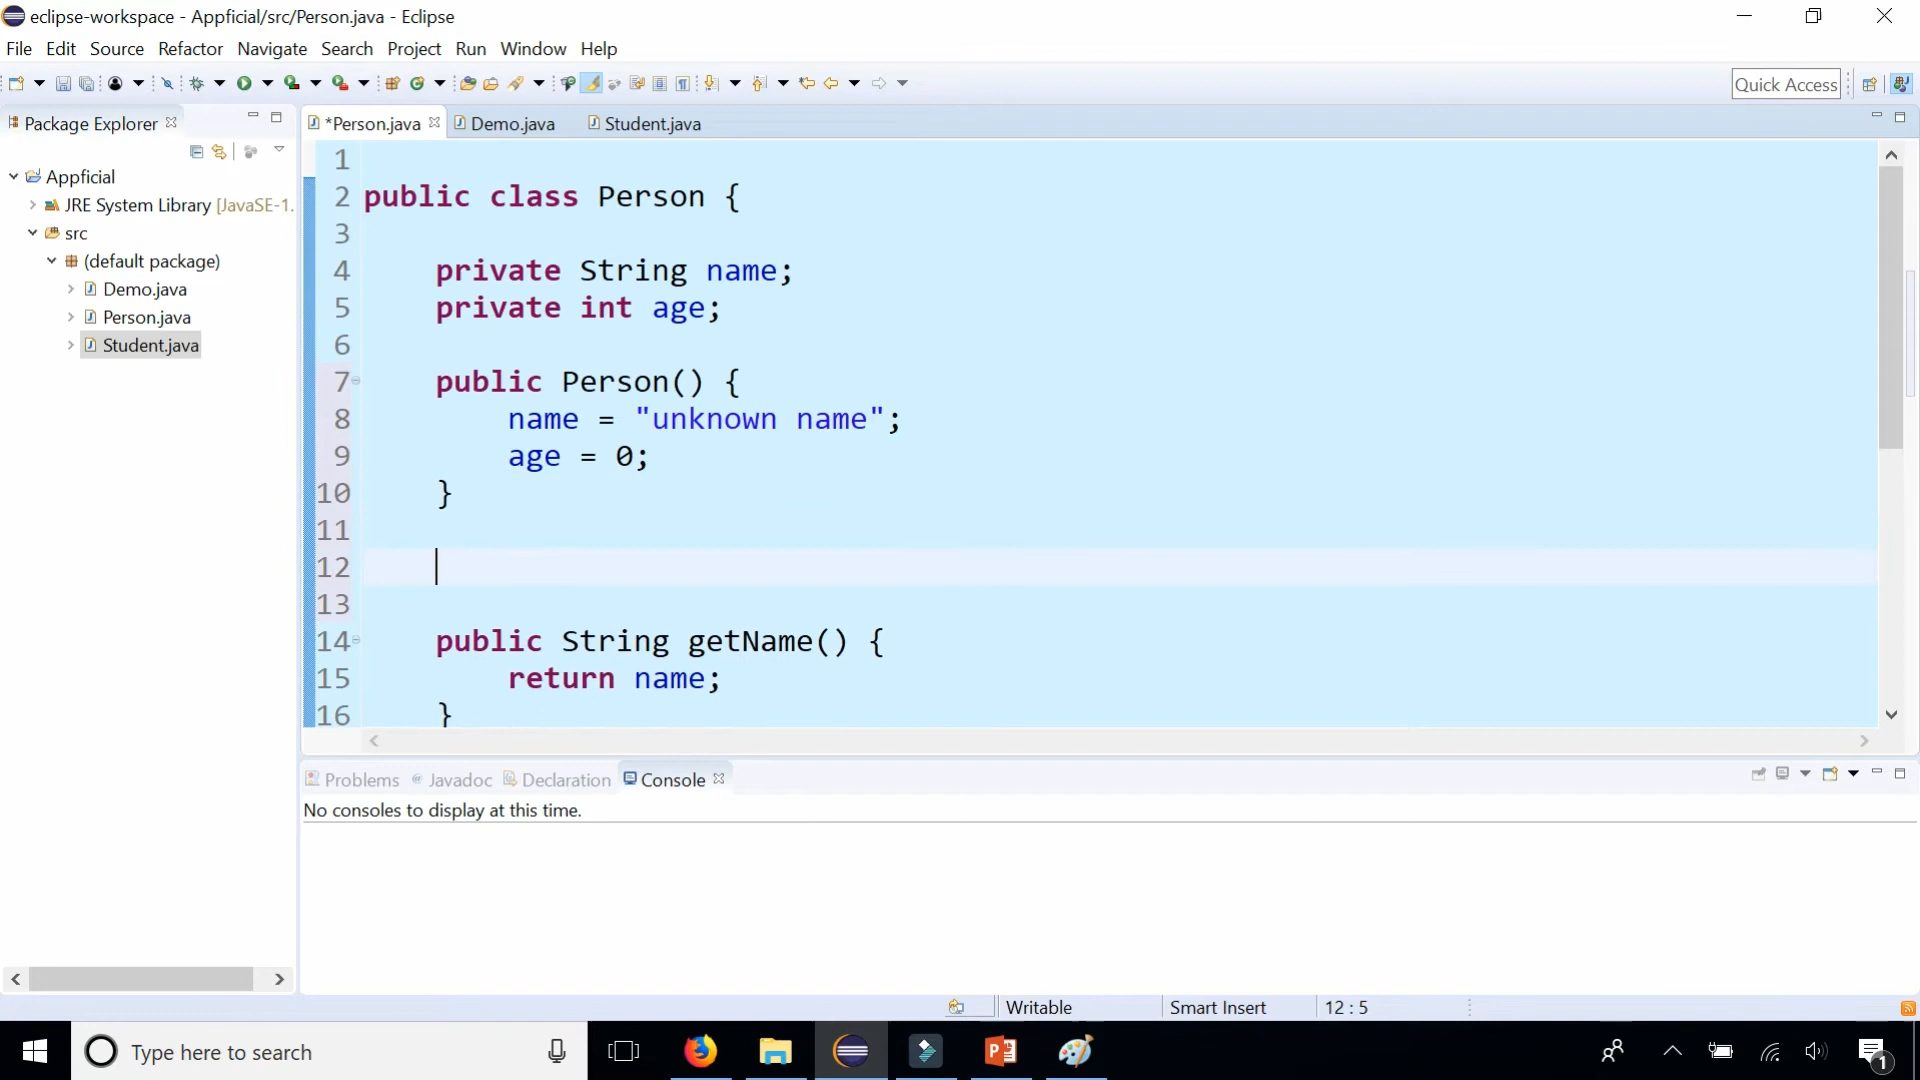 eclipse-workspace - Appficial/src/Person.java - Eclipse
File Edit Source Refactor Navigate Search Project Run Window Help
Quick Access
Package Explorer
*Person.java Demo.java Student.java
Appficial
JRE System Library [JavaSE-1.
src
(default package)
Demo.java
Person.java
Student.java
1
2 public class Person {
3
4 private String name;
5 private int age;
6
7 public Person() {
8 name = "unknown name";
9 age = 0;
10 }
11
12
13
14 public String getName() {
15 return name;
16 }
Problems Javadoc Declaration Console
No consoles to display at this time.
Writable Smart Insert 12 : 5
Type here to search
1